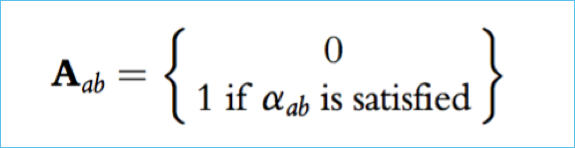 A_ab = { 0
1 if α_ab is satisfied }